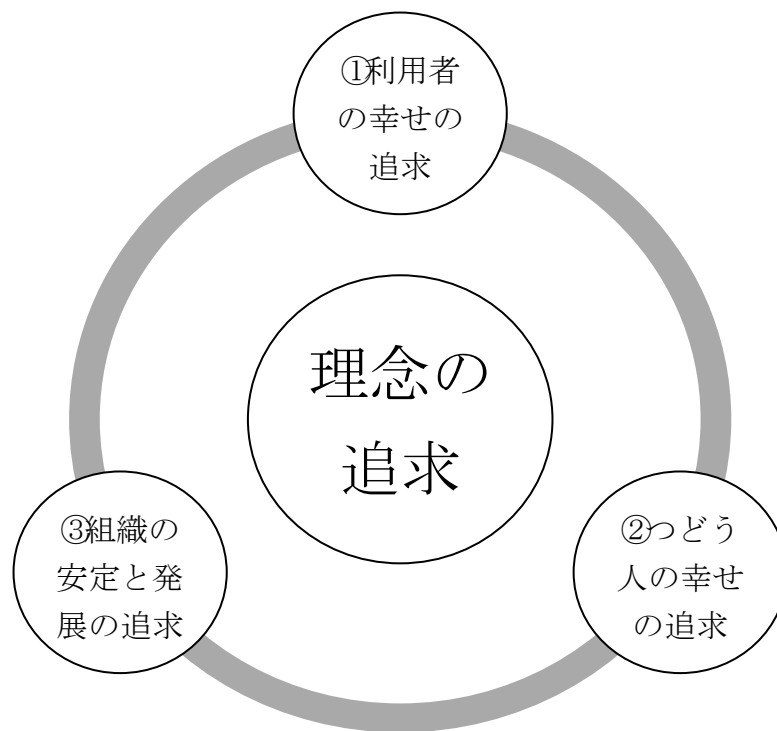 ①利用者
の幸せの
追求
理念の
追求
③組織の
安定と発
展の追求
②つどう
人の幸せ
の追求